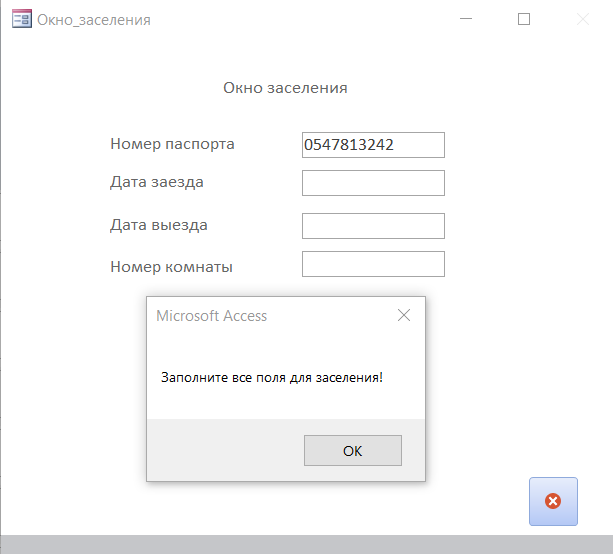 Окно_заселения
Окно заселения
Номер паспорта 0547813242
Дата заезда
Дата выезда
Номер комнаты
Microsoft Access
Заполните все поля для заселения!
ОК